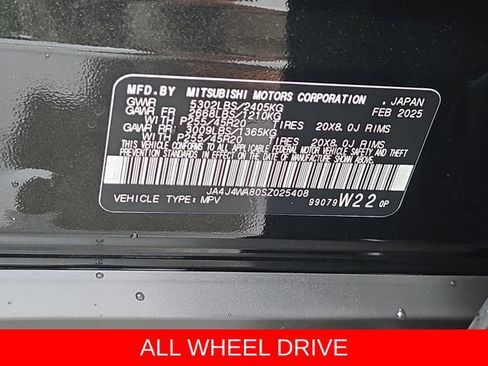 MFD.BY MITSUBISHI MOTORS CORPORATION , JAPAN
GVWR 5302LBS/2405KG FEB 2025
GAWR FR 2668LBS/1210KG
WITH P255/45R20 TIRES 20X8.0J RIMS
GAWR RR 3009LBS/1365KG
WITH P255/45R20 TIRES 20X8.0J RIMS
THIS VEHICLE CONFORMS TO ALL APPLICABLE FEDERAL MOTOR VEHICLE SAFETY AND THEFT
PREVENTION STANDARDS IN EFFECT ON THE DATE OF MANUFACTURE SHOWN ABOVE.
JA4J4WA80SZ025408
VEHICLE TYPE: MPV 99079 W22 0P
ALL WHEEL DRIVE